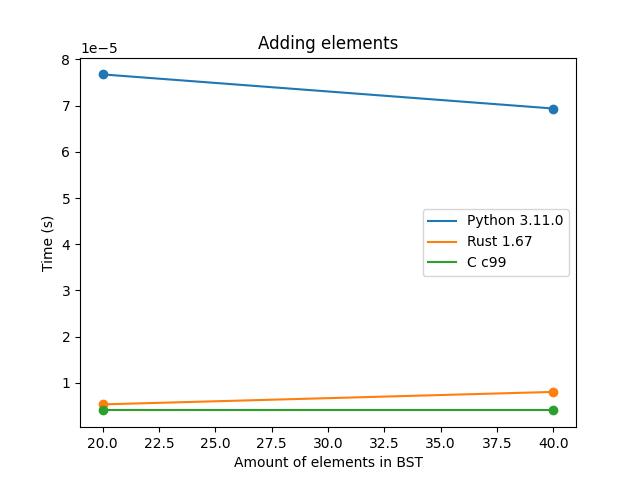 Adding elements
1e−5
8
7
6
5
4
3
2
1
Time (s)
Python 3.11.0
Rust 1.67
C c99
20.0 22.5 25.0 27.5 30.0 32.5 35.0 37.5 40.0
Amount of elements in BST